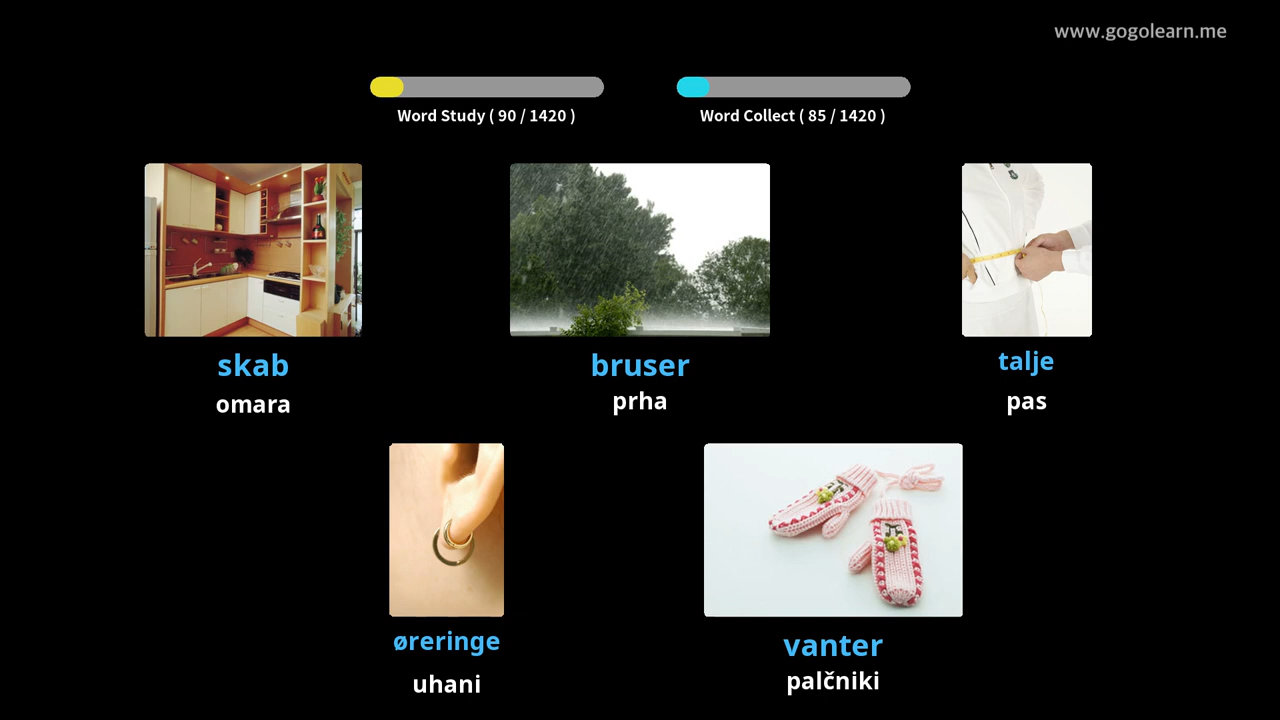 www.gogolearn.me
Word Study ( 90 / 1420 )
Word Collect ( 85 / 1420 )
skab
omara
bruser
prha
talje
pas
øreringe
uhani
vanter
palčniki